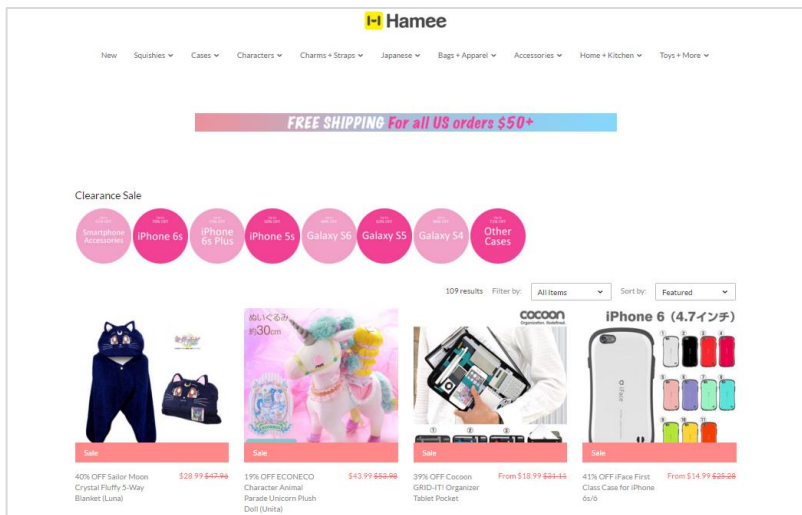 Hamee
New Squishies Cases Characters Charms + Straps Japanese Bags + Apparel Accessories Home + Kitchen Toys + More
FREE SHIPPING For all US orders $50+
Clearance Sale
Smartphone Accessories
iPhone 6s
iPhone 6s Plus
iPhone 5s
Galaxy S6
Galaxy S5
Galaxy S4
Other Cases
109 results Filter by: All Items Sort by: Featured
ぬいぐるみ
約30cm
cocoon
Organization. Redefined.
① ② ③
iPhone 6（4.7インチ）
iFace
Sale
Sale
Sale
Sale
40% OFF Sailor Moon
Crystal Fluffy 5-Way
Blanket (Luna)
$28.99 $47.96
19% OFF ECONECO
Character Animal
Parade Unicorn Plush
Doll (Unita)
$43.99 $53.98
39% OFF Cocoon
GRID-IT! Organizer
Tablet Pocket
From $18.99 $31.11
41% OFF iFace First
Class Case for iPhone
6s/6
From $14.99 $25.28